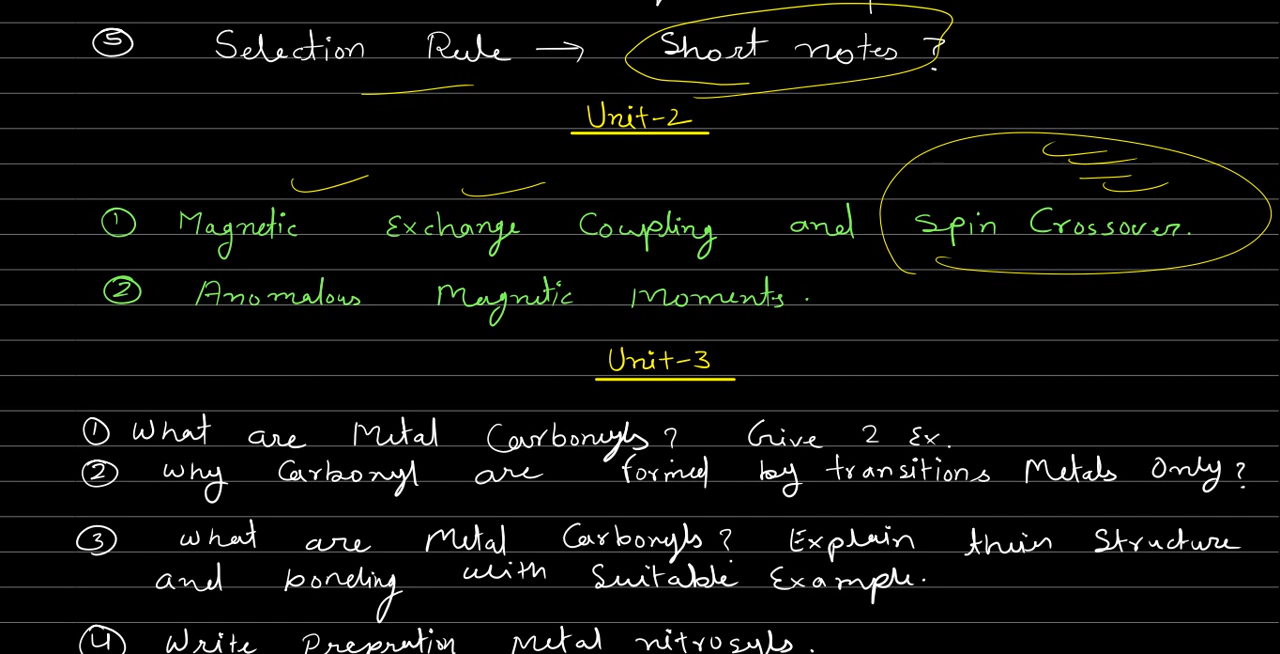 ⑤ Selection Rule → Short notes?
Unit-2
① Magnetic Exchange Coupling and Spin Crossover.
② Anomalous Magnetic Moments.
Unit-3
① What are Metal Carbonyls? Give 2 Ex.
② Why Carbonyl are formed by transitions Metals Only?
③ What are Metal Carbonyls? Explain their Structure
and bonding with Suitable Example.
④ Write Prepration Metal nitrosyls.